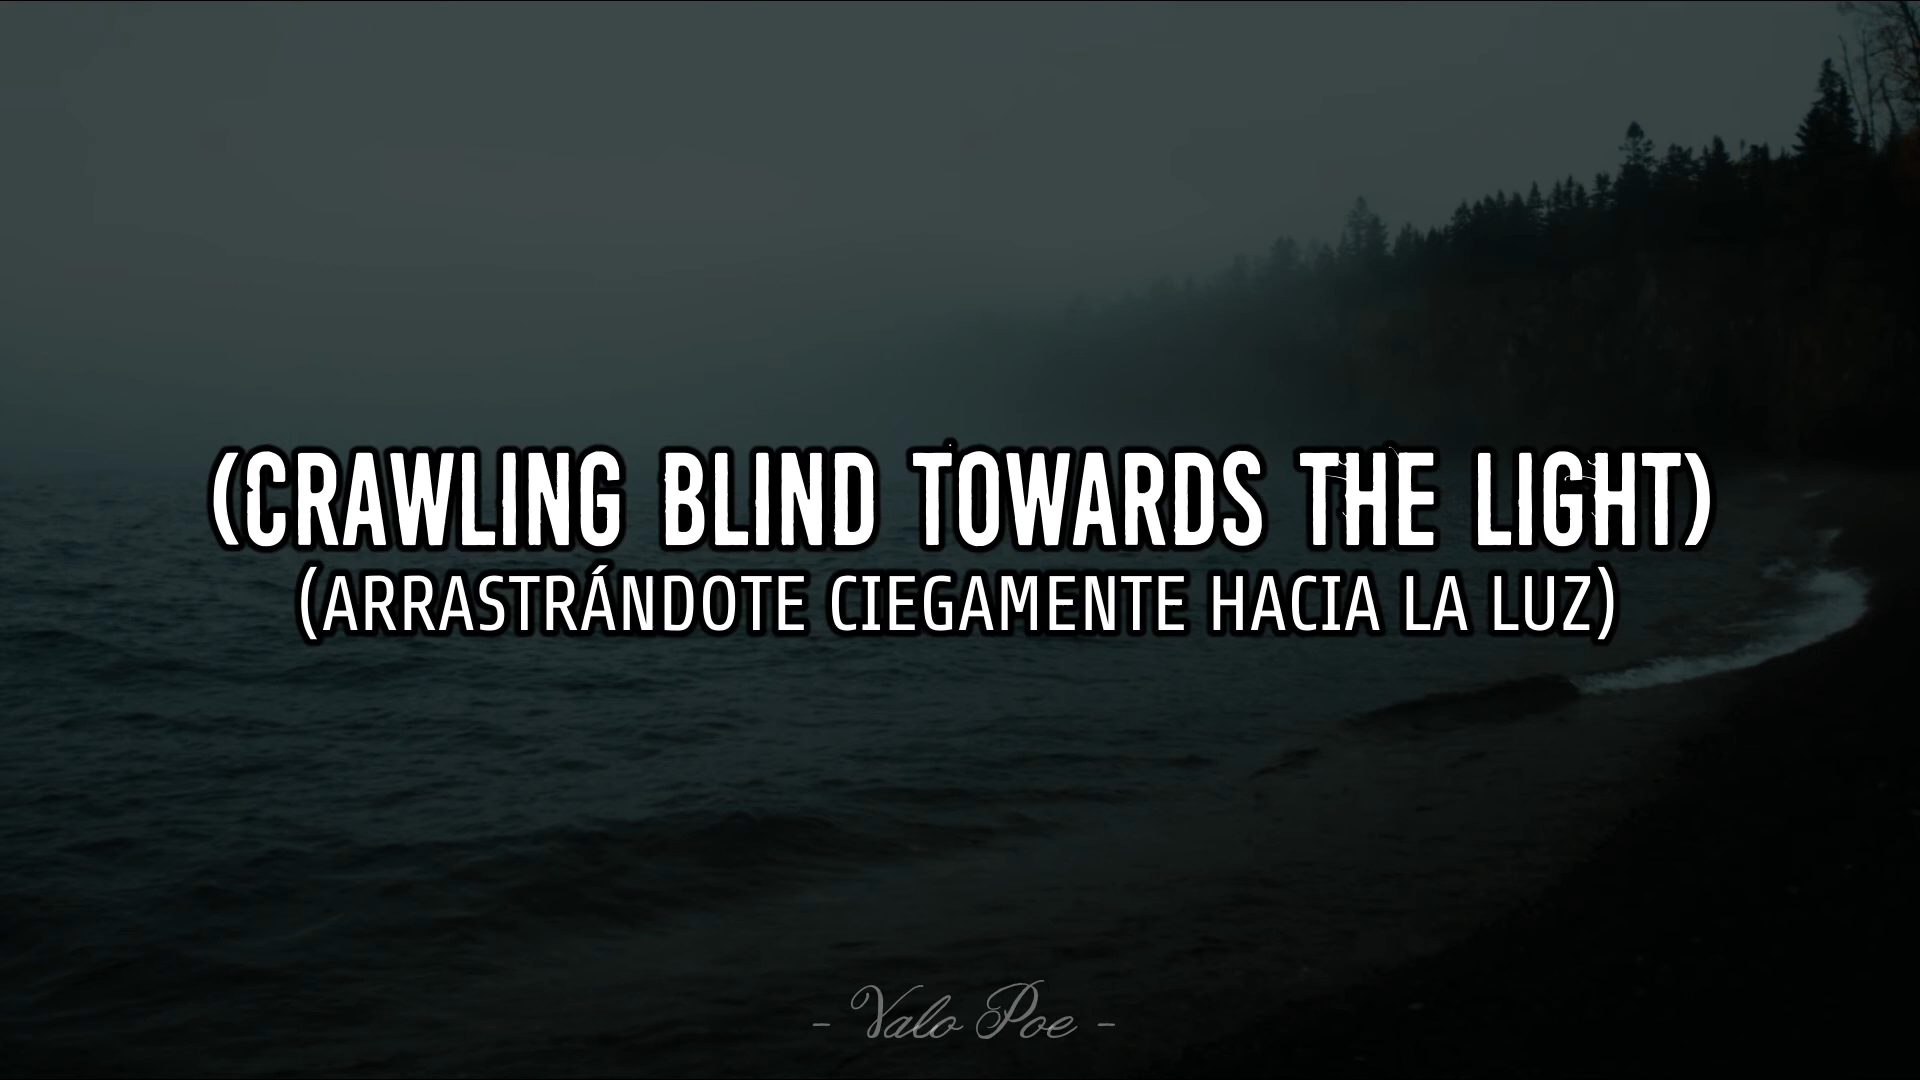 (CRAWLING BLIND TOWARDS THE LIGHT)
(ARRASTRÁNDOTE CIEGAMENTE HACIA LA LUZ)
- Valo Poe -